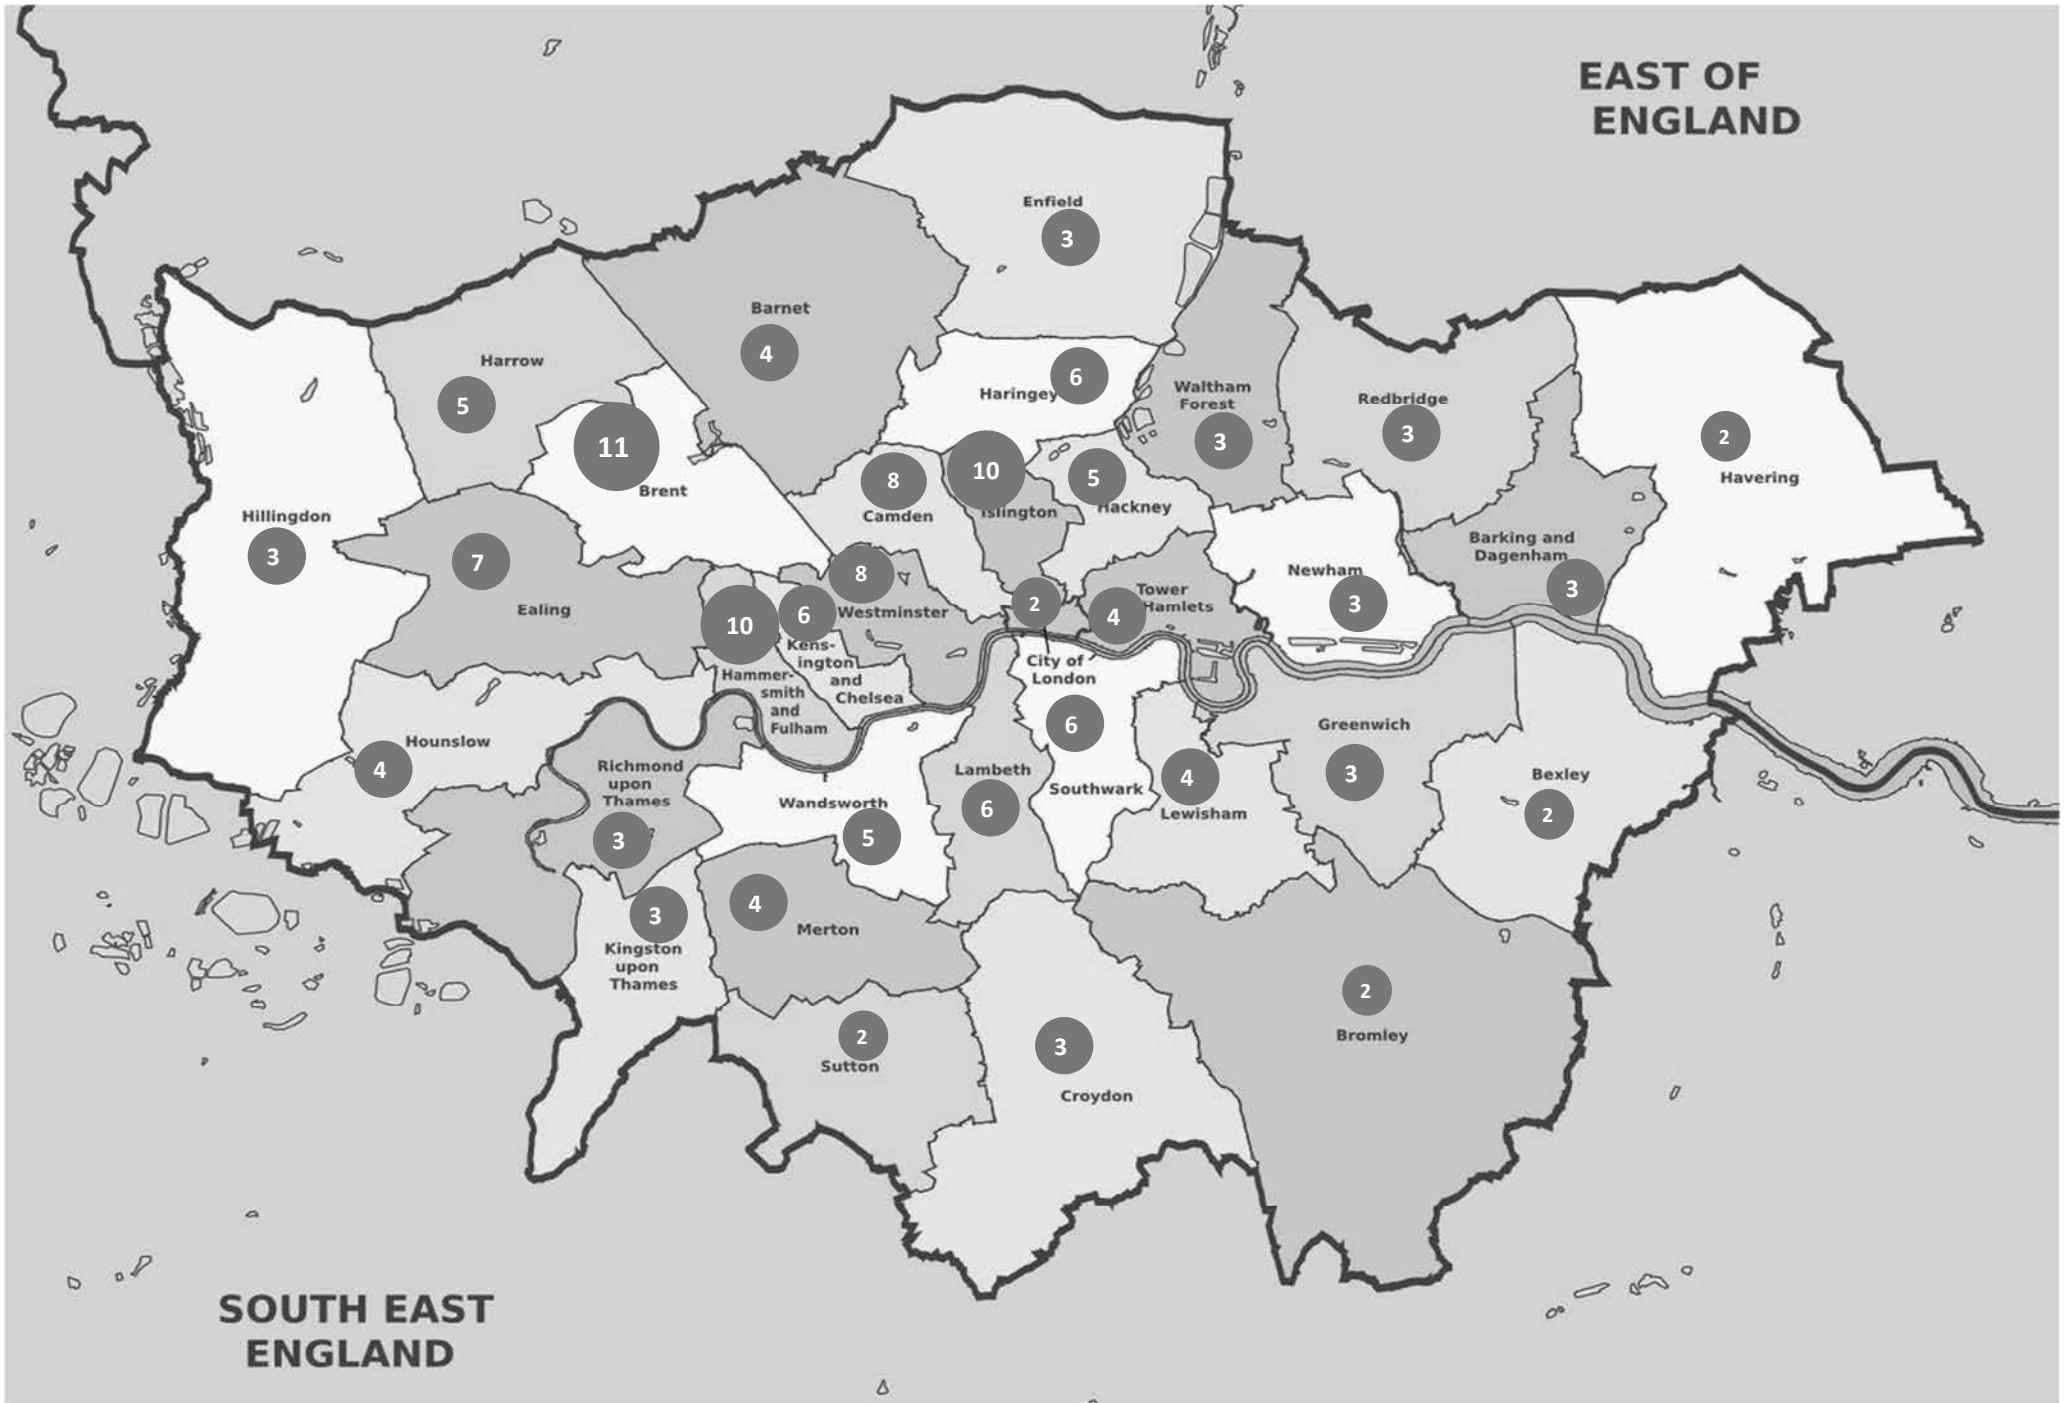 EAST OF
ENGLAND
Enfield
3
Barnet
4
Harrow
5
Haringey
6
Waltham
Forest
3
Redbridge
3
Havering
2
Brent
11
Camden
8
Islington
10
Hackney
5
Hillingdon
3
Ealing
7
Barking and
Dagenham
3
Newham
3
Tower
Hamlets
4
Westminster
8
2
City of
London
6
Kens-
ington
and
Chelsea
10
Hammer-
smith
and
Fulham
Hounslow
4
Richmond
upon
Thames
3
Wandsworth
5
Lambeth
6
6
Southwark
4
Lewisham
Greenwich
3
Bexley
2
3
Kingston
upon
Thames
4
Merton
2
Sutton
3
Croydon
2
Bromley
SOUTH EAST
ENGLAND